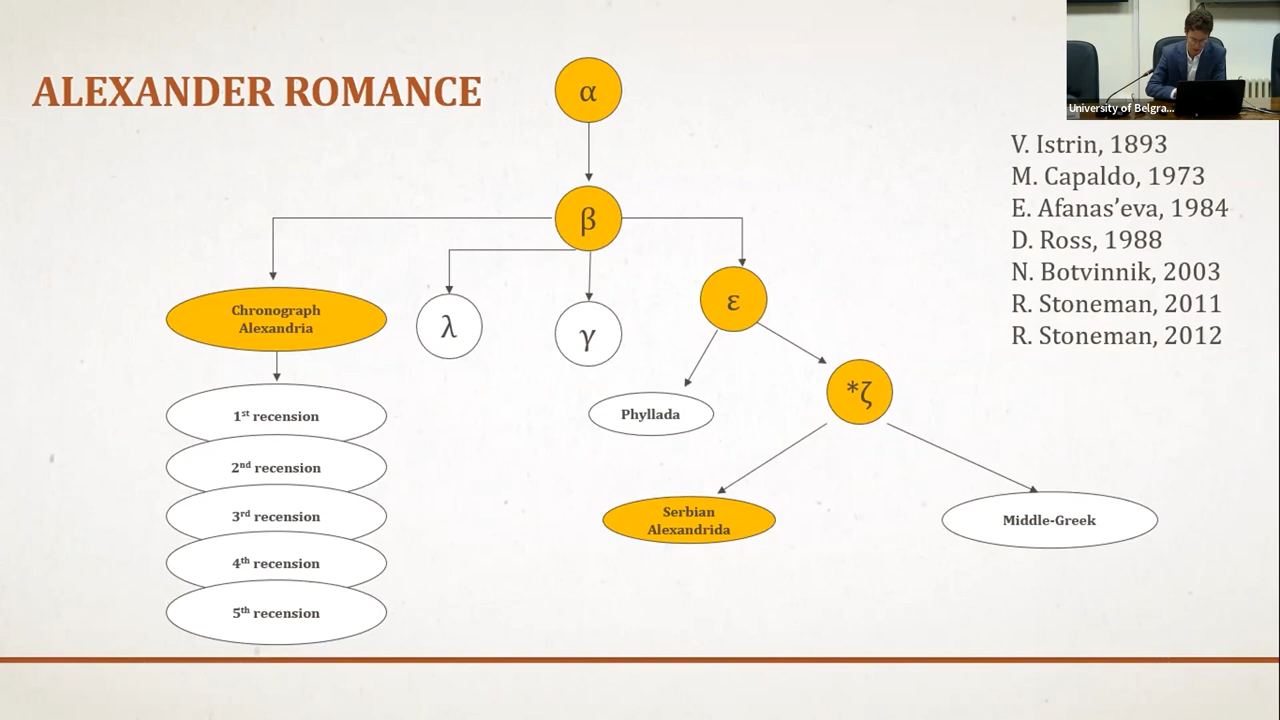 ALEXANDER ROMANCE
University of Belgra...
V. Istrin, 1893
M. Capaldo, 1973
E. Afanas’eva, 1984
D. Ross, 1988
N. Botvinnik, 2003
R. Stoneman, 2011
R. Stoneman, 2012
α
β
Chronograph
Alexandria
λ
γ
ε
Phyllada
*ζ
1st recension
2nd recension
3rd recension
4th recension
5th recension
Serbian
Alexandrida
Middle-Greek